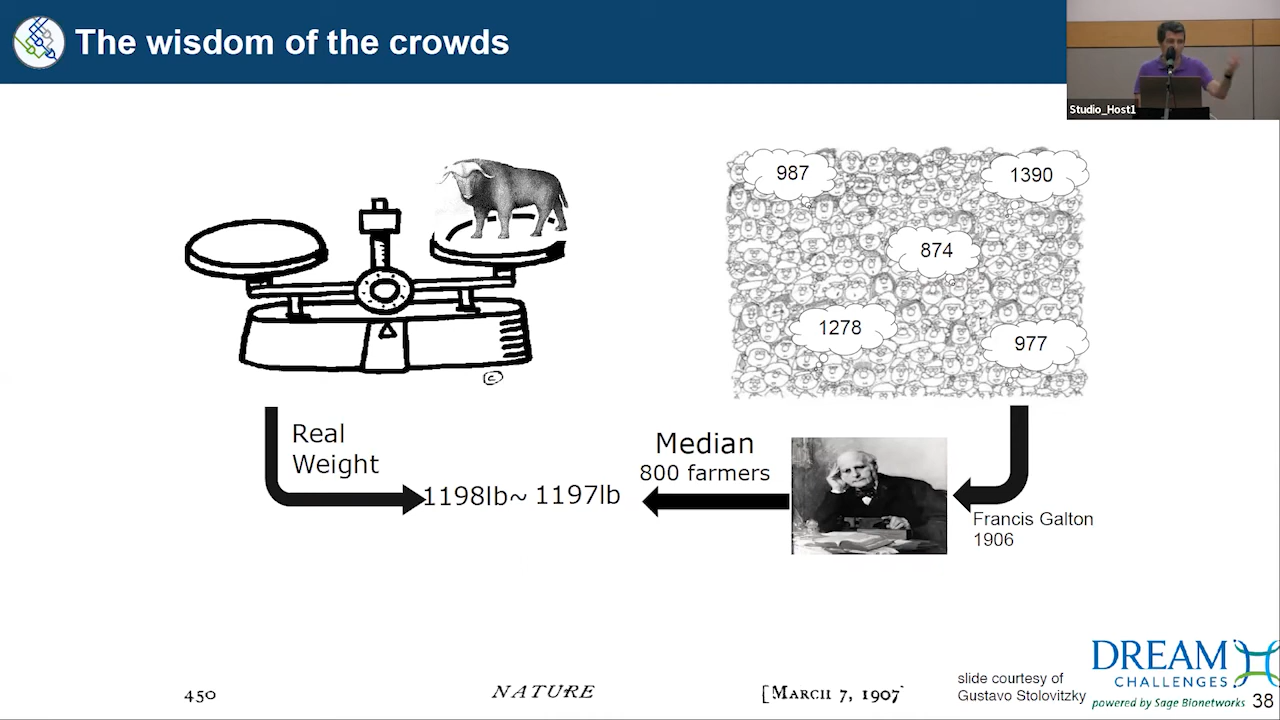 The wisdom of the crowds
Studio_Host1
987
1390
874
1278
977
Real
Weight
1198lb~ 1197lb
Median
800 farmers
Francis Galton
1906
450
NATURE
[MARCH 7, 1907
slide courtesy of
Gustavo Stolovitzky
DREAM
CHALLENGES
powered by Sage Bionetworks
38